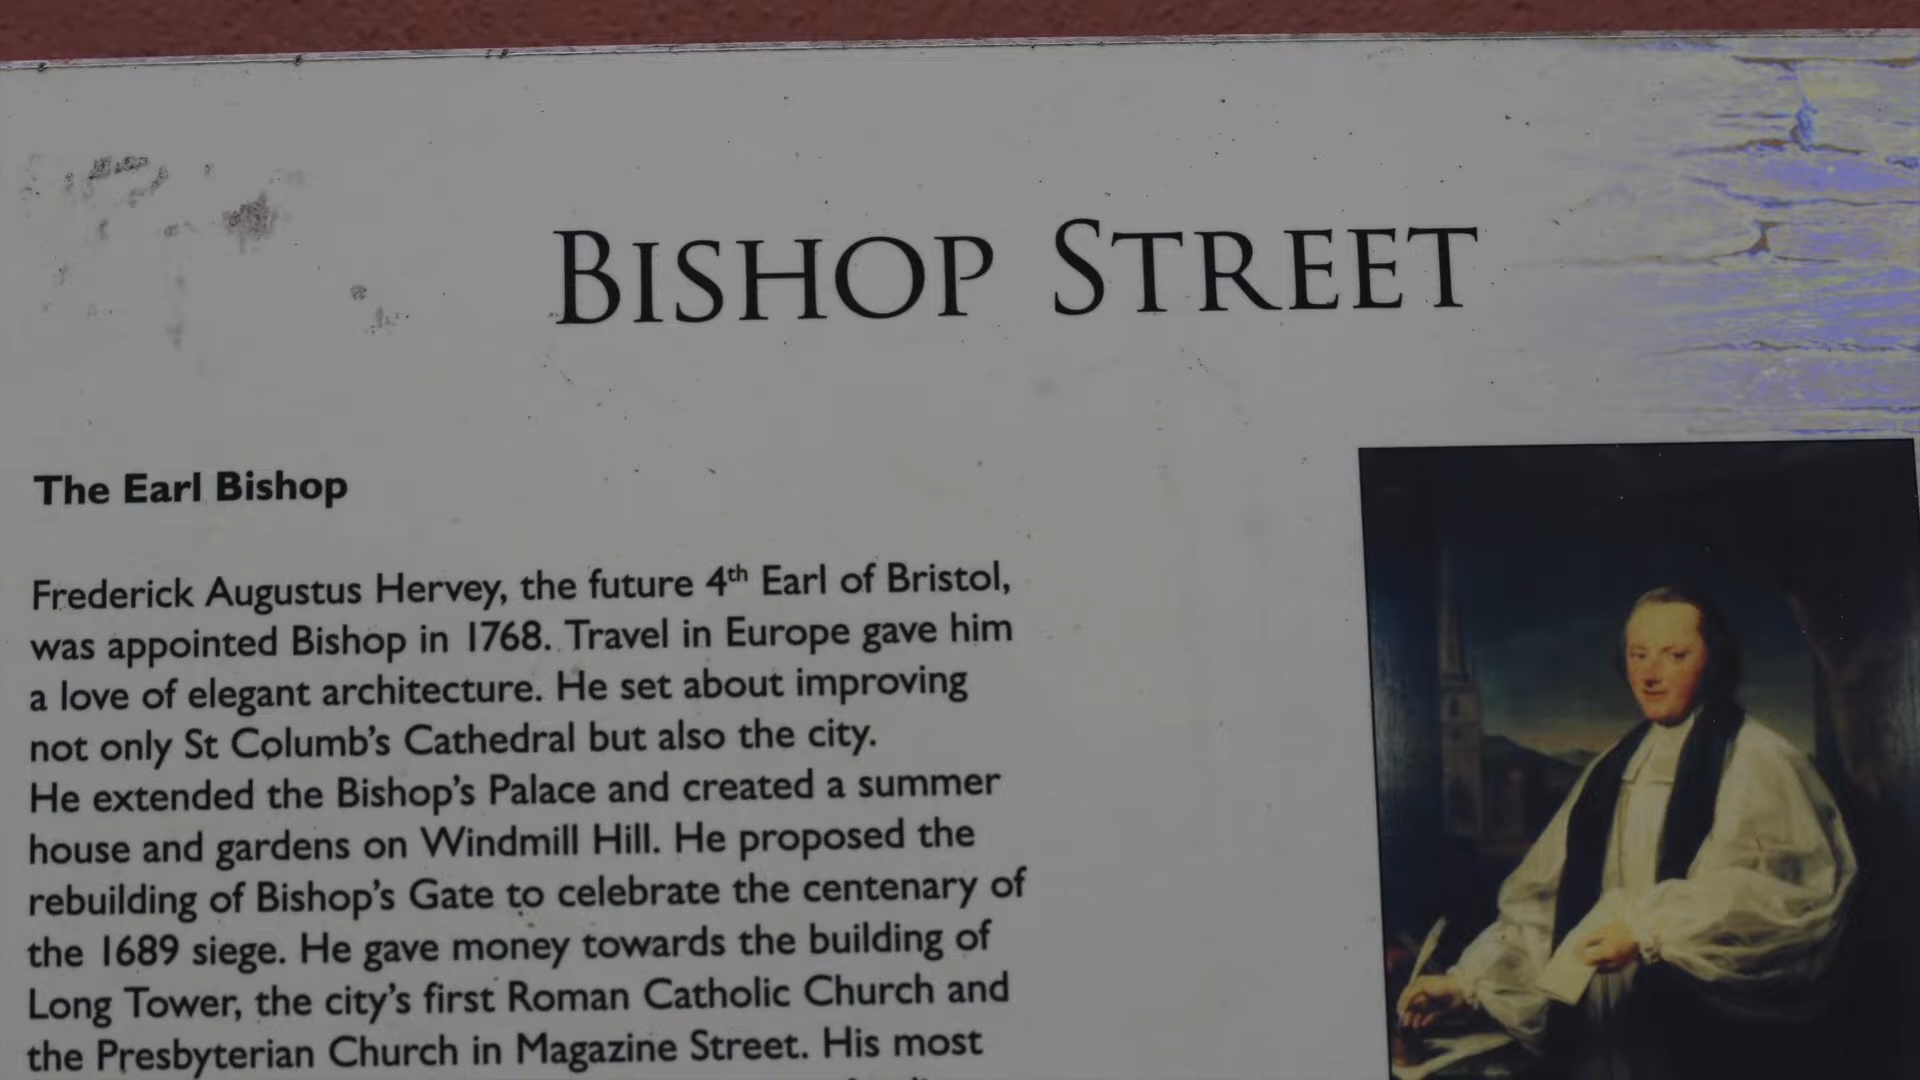 BISHOP STREET
The Earl Bishop
Frederick Augustus Hervey, the future 4th Earl of Bristol,
was appointed Bishop in 1768. Travel in Europe gave him
a love of elegant architecture. He set about improving
not only St Columb's Cathedral but also the city.
He extended the Bishop's Palace and created a summer
house and gardens on Windmill Hill. He proposed the
rebuilding of Bishop's Gate to celebrate the centenary of
the 1689 siege. He gave money towards the building of
Long Tower, the city's first Roman Catholic Church and
the Presbyterian Church in Magazine Street. His most